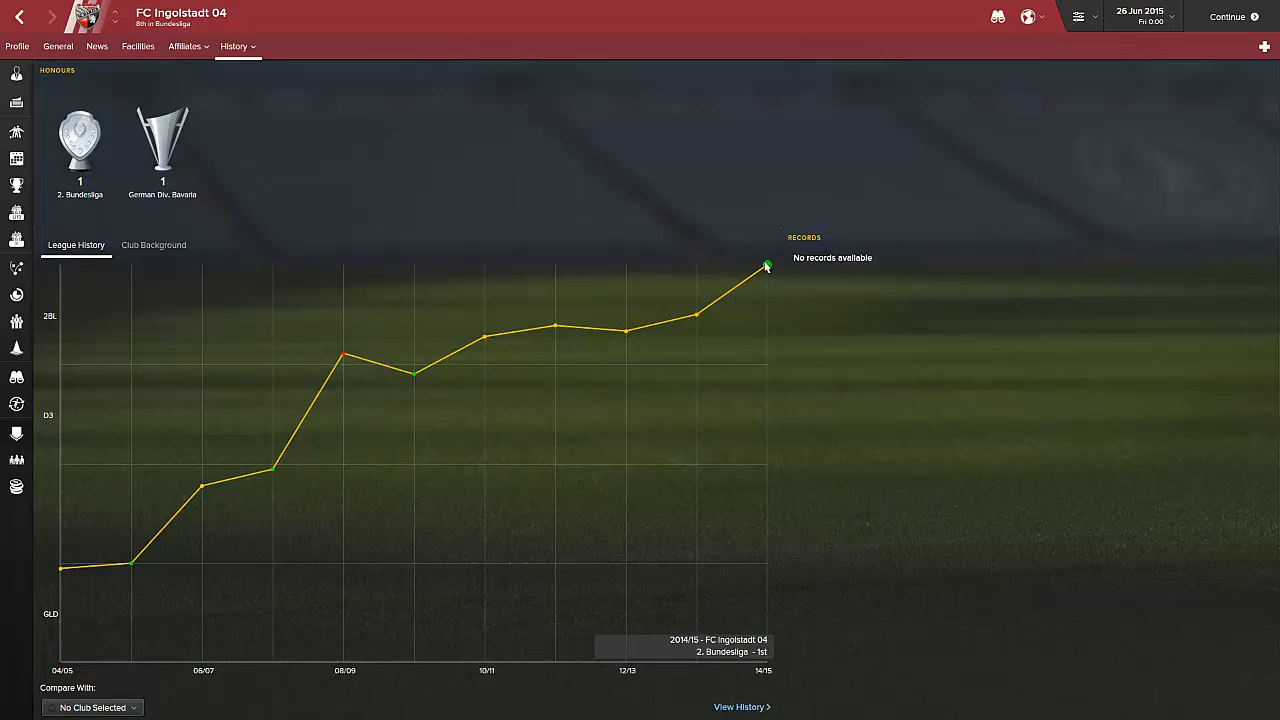 FC Ingolstadt 04
8th in Bundesliga
26 Jun 2015
Fri 0:00
Continue
Profile
General
News
Facilities
Affiliates
History
HONOURS
1
2. Bundesliga
1
German Div. Bavaria
League History
Club Background
RECORDS
No records available
2BL
D3
GLD
2014/15 - FC Ingolstadt 04
2. Bundesliga - 1st
04/05
06/07
08/09
10/11
12/13
14/15
Compare With:
No Club Selected
View History >